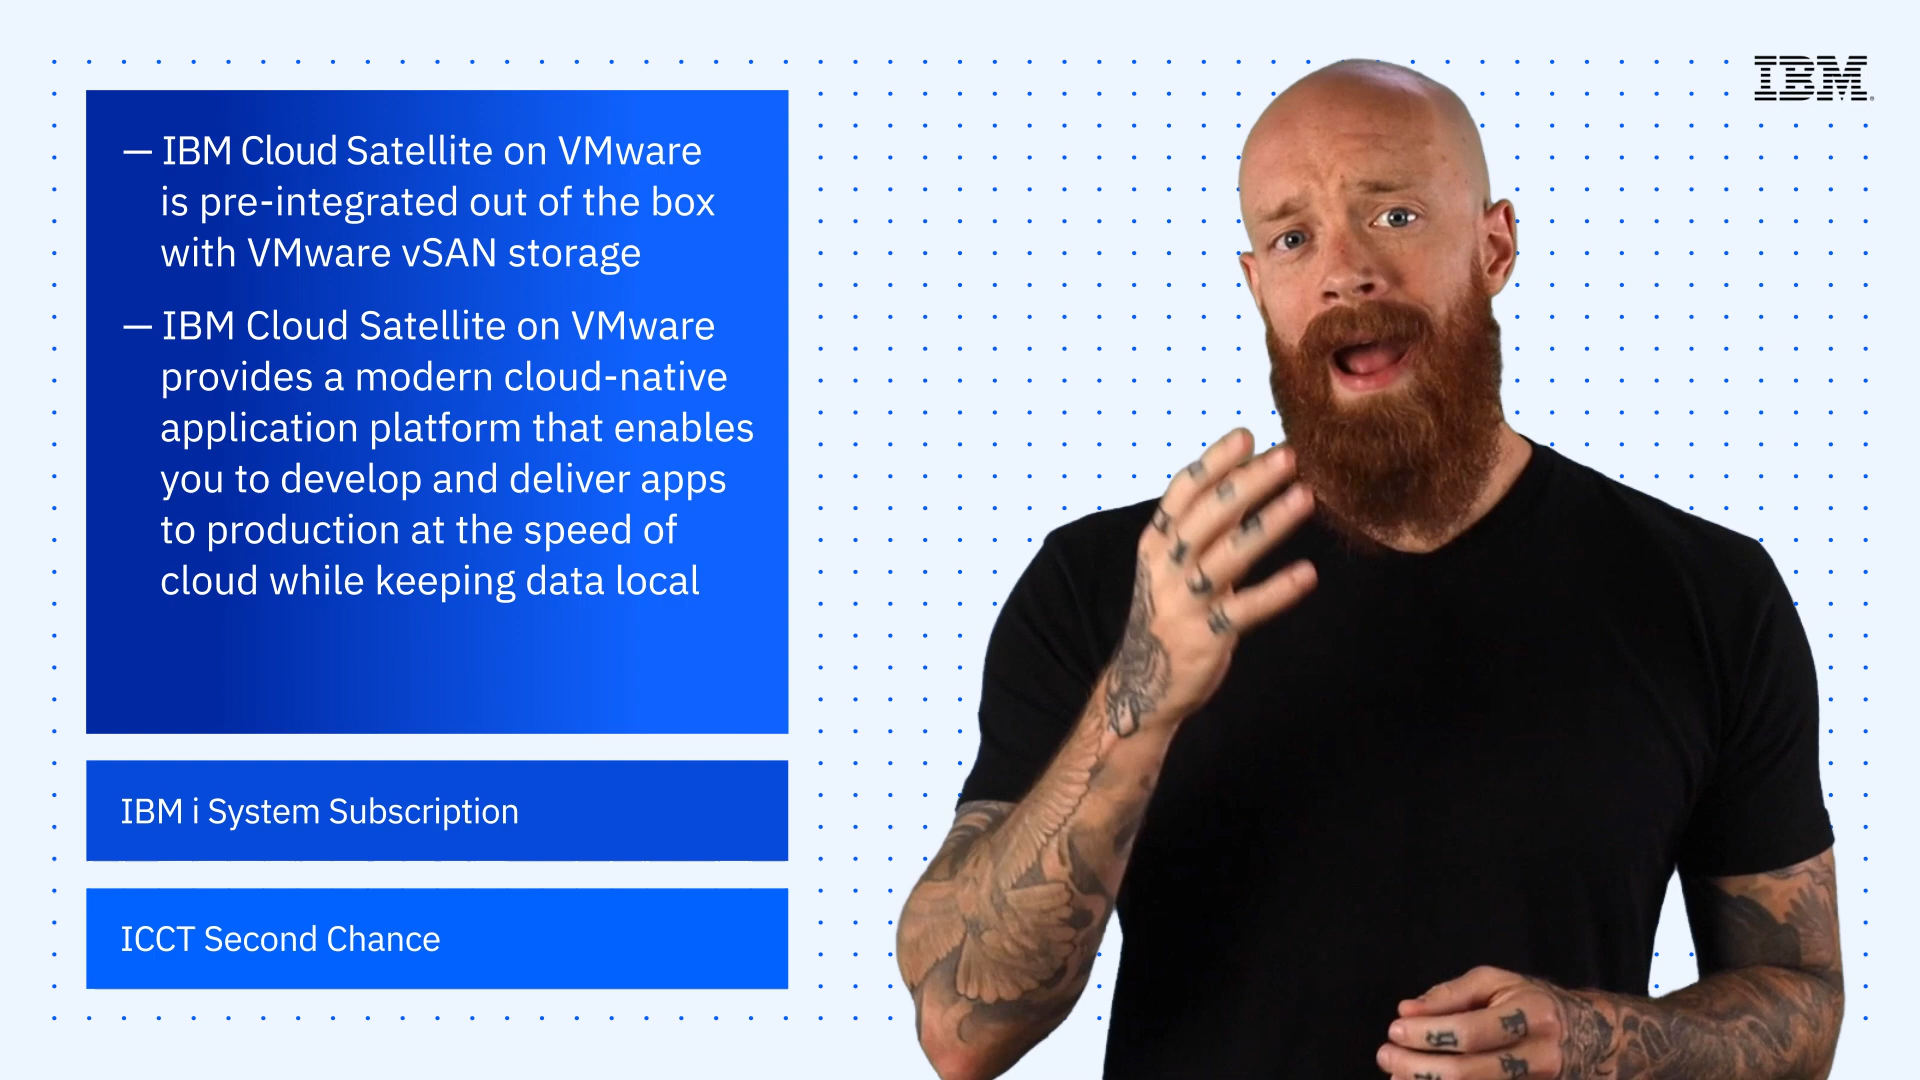 IBM
— IBM Cloud Satellite on VMware
is pre-integrated out of the box
with VMware vSAN storage
— IBM Cloud Satellite on VMware
provides a modern cloud-native
application platform that enables
you to develop and deliver apps
to production at the speed of
cloud while keeping data local
IBM i System Subscription
ICCT Second Chance